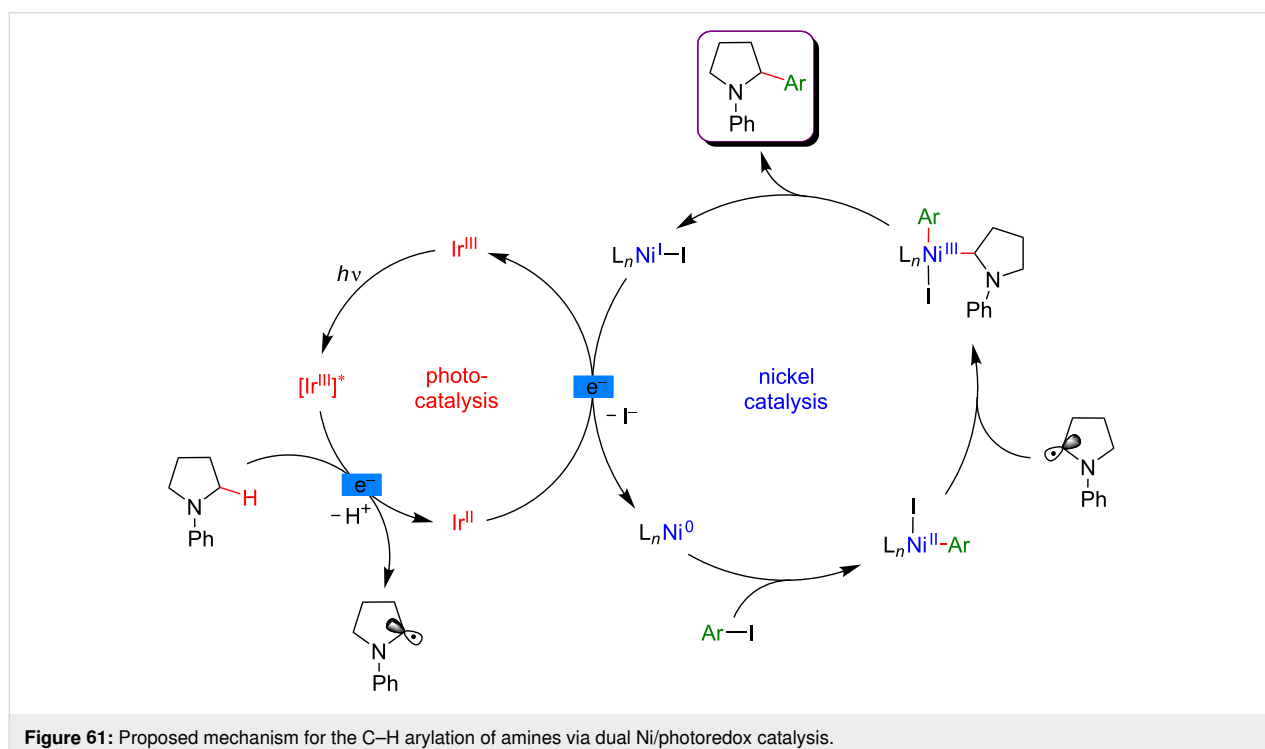 Ar
N
Ph
Ar
LₙNiᴵᴵᴵ
I
N
Ph
LₙNiᴵ–I
Irᴵᴵᴵ
hν
[Irᴵᴵᴵ]*
photo-
catalysis
e⁻
– I⁻
nickel
catalysis
H
N
Ph
e⁻
– H⁺
Irᴵᴵ
LₙNi⁰
I
LₙNiᴵᴵ-Ar
N
Ph
N
Ph
Ar–I
Figure 61: Proposed mechanism for the C–H arylation of amines via dual Ni/photoredox catalysis.